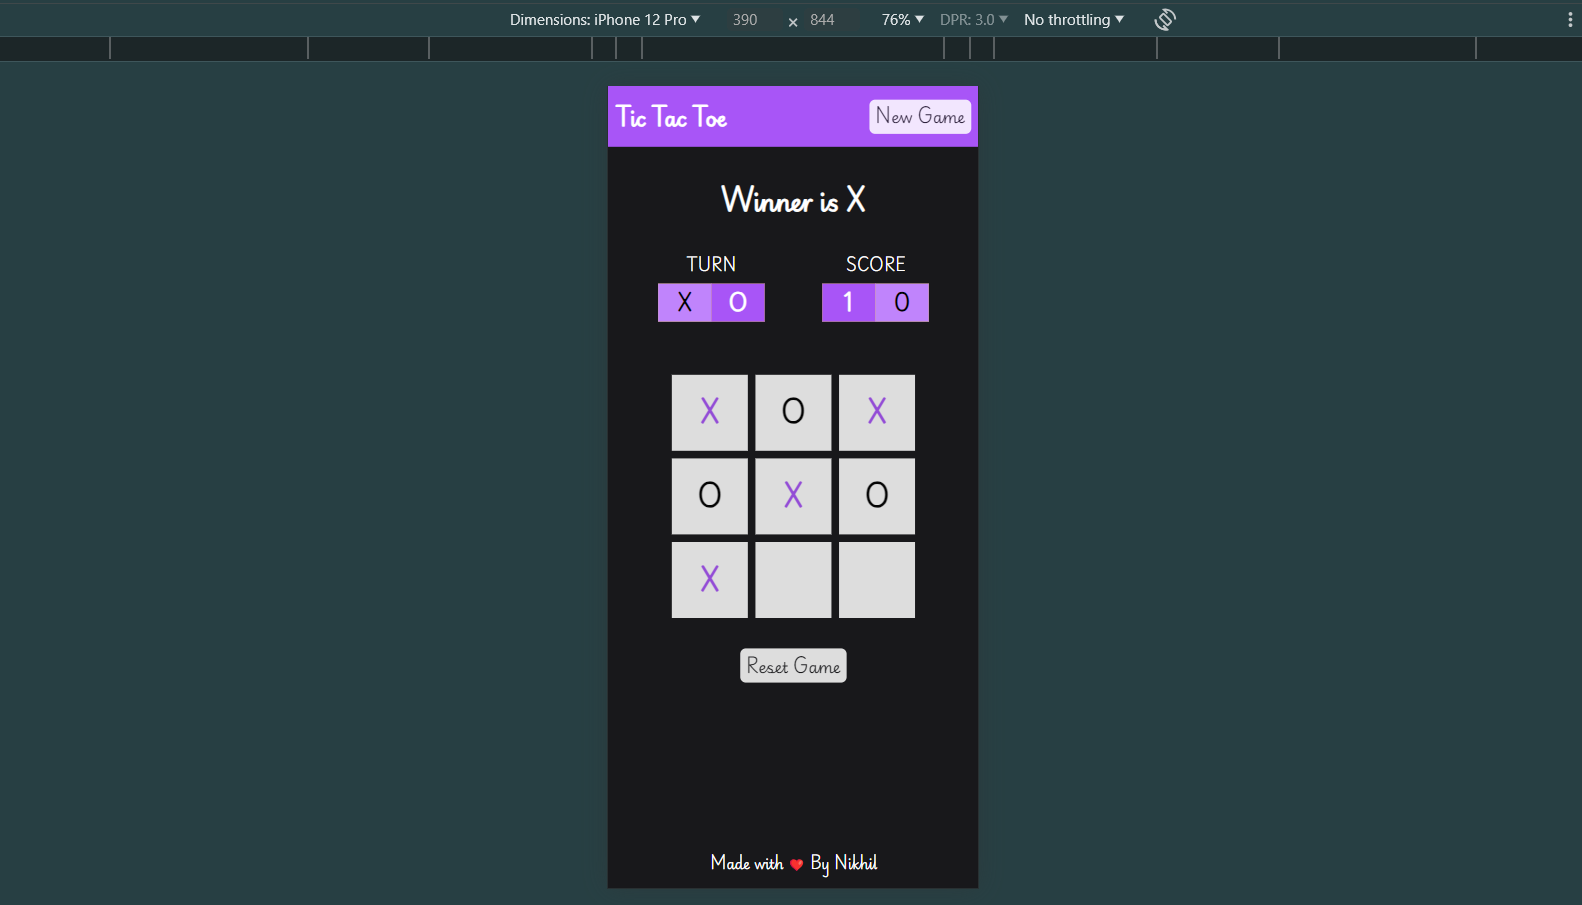 Dimensions: iPhone 12 Pro ▼ 390 × 844 76% ▼ DPR: 3.0 ▼ No throttling ▼
Tic Tac Toe New Game
Winner is X
TURN SCORE
X O 1 0
X O X
O X O
X
Reset Game
Made with ❤️ By Nikhil